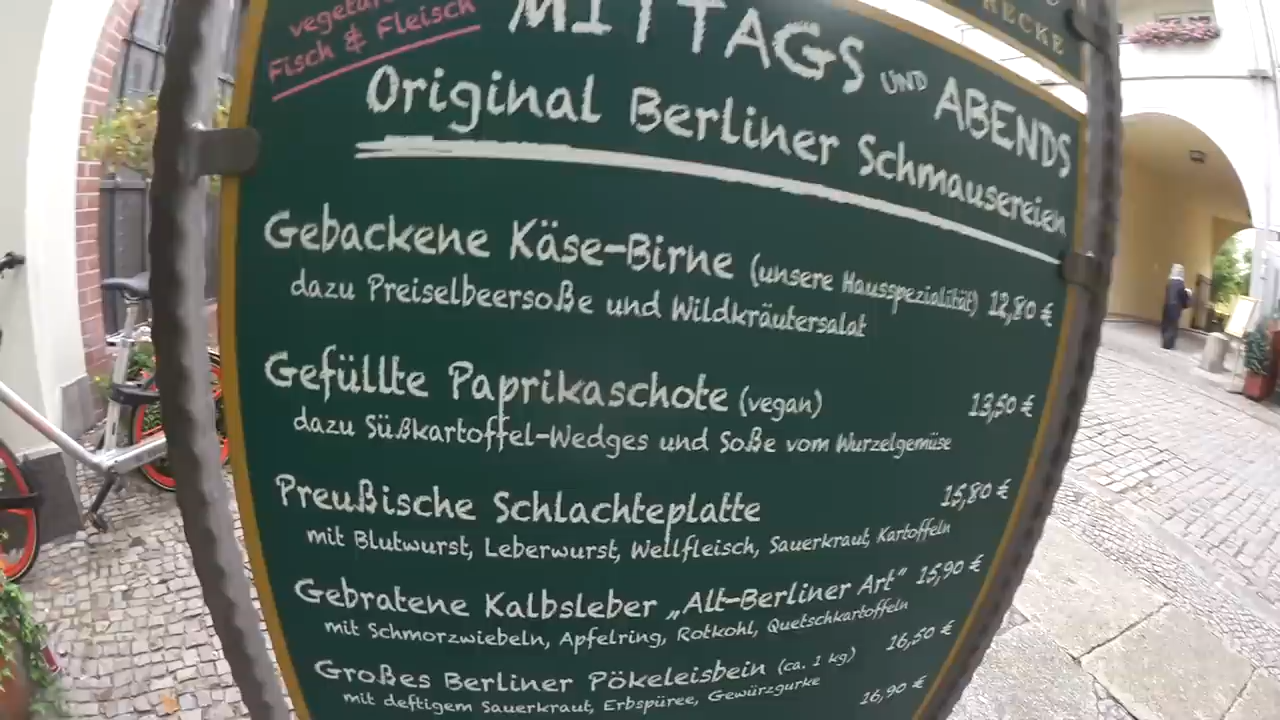 Fisch & Fleisch
MITTAGS UND ABENDS
Original Berliner Schmausereien
Gebackene Käse-Birne (unsere Hausspezialität) 12,80 €
dazu Preiselbeersoße und Wildkräutersalat
Gefüllte Paprikaschote (vegan) 13,50 €
dazu Süßkartoffel-Wedges und Soße vom Wurzelgemüse
Preußische Schlachteplatte 15,80 €
mit Blutwurst, Leberwurst, Wellfleisch, Sauerkraut, Kartoffeln
Gebratene Kalbsleber „Alt-Berliner Art“ 15,90 €
mit Schmorzwiebeln, Apfelring, Rotkohl, Quetschkartoffeln
Großes Berliner Pökeleisbein (ca. 1 kg) 16,50 €
mit deftigem Sauerkraut, Erbspüree, Gewürzgurke
16,90 €